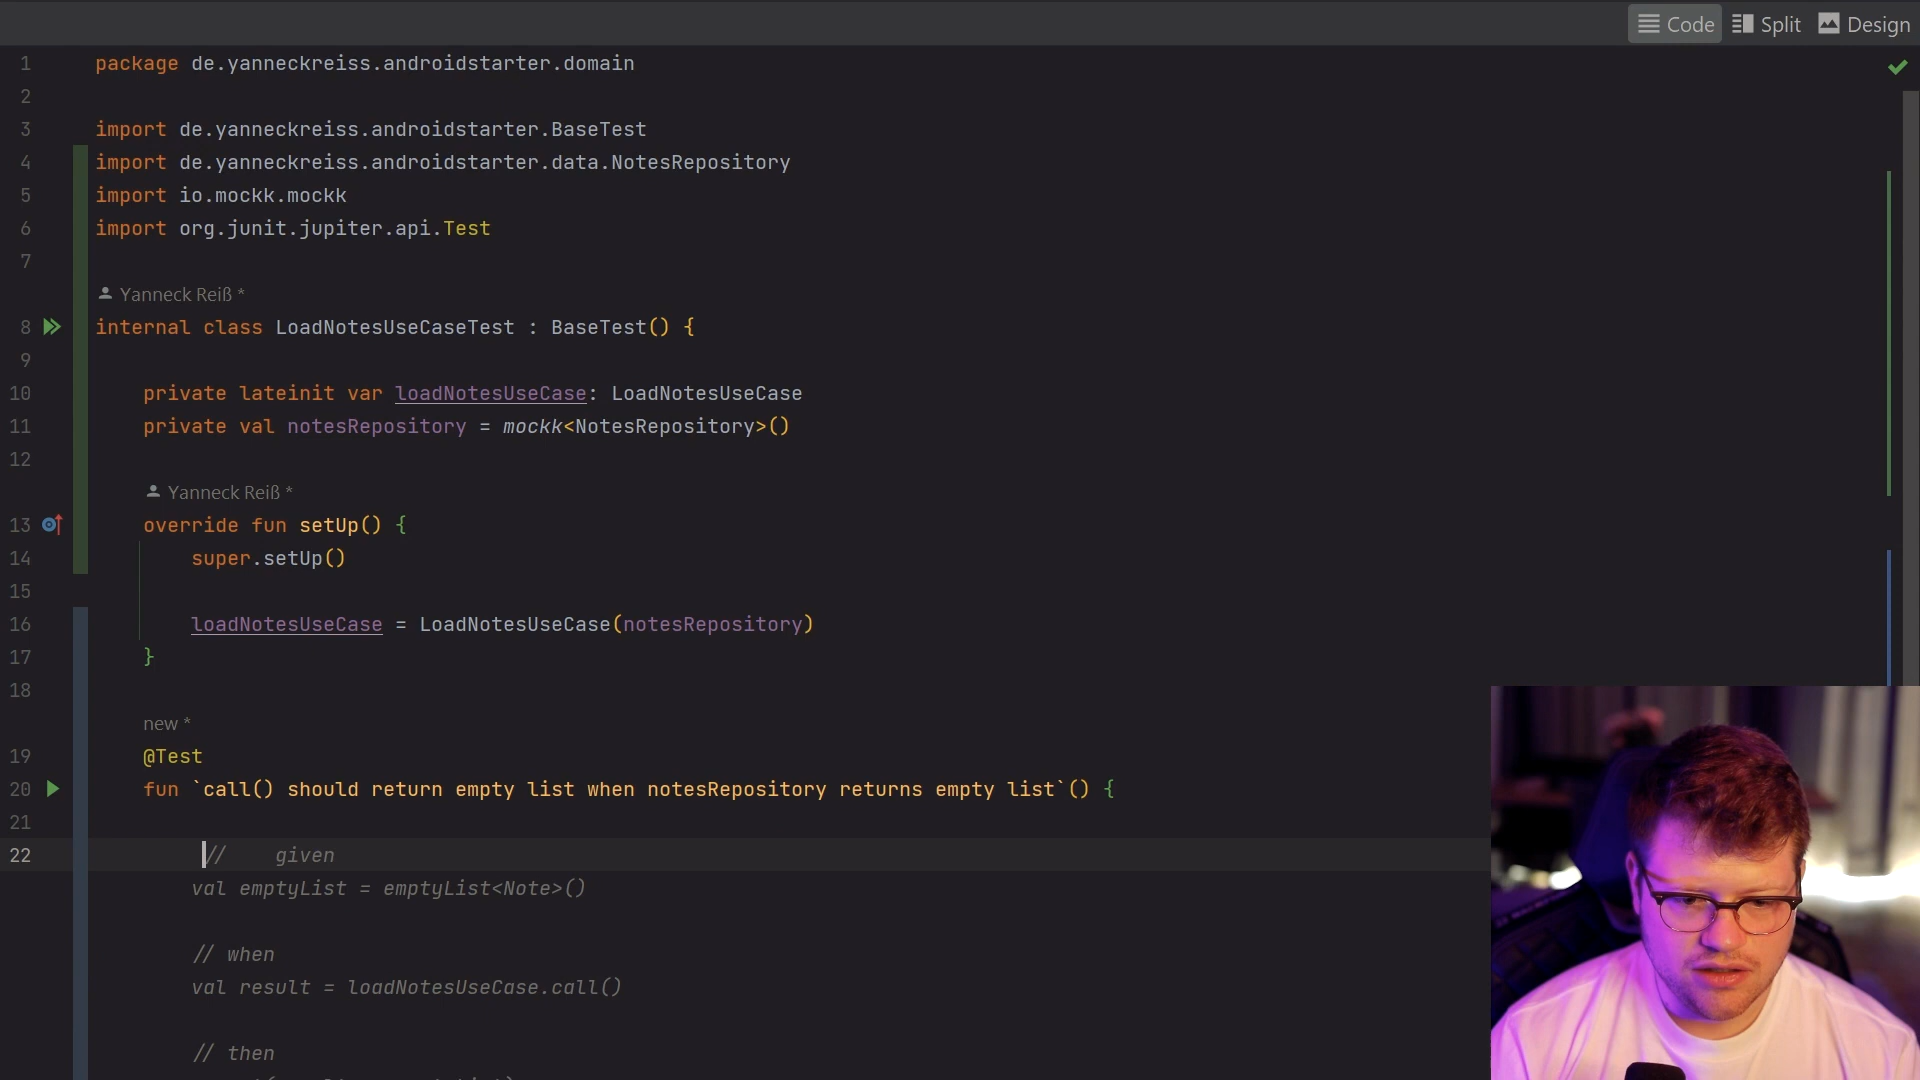 Code Split Design
1 package de.yanneckreiss.androidstarter.domain
2
3 import de.yanneckreiss.androidstarter.BaseTest
4 import de.yanneckreiss.androidstarter.data.NotesRepository
5 import io.mockk.mockk
6 import org.junit.jupiter.api.Test
7
Yanneck Reiß *
8 internal class LoadNotesUseCaseTest : BaseTest() {
9
10 private lateinit var loadNotesUseCase: LoadNotesUseCase
11 private val notesRepository = mockk<NotesRepository>()
12
Yanneck Reiß *
13 override fun setUp() {
14 super.setUp()
15
16 loadNotesUseCase = LoadNotesUseCase(notesRepository)
17 }
18
new *
19 @Test
20 fun `call() should return empty list when notesRepository returns empty list`() {
21
22 // given
val emptyList = emptyList<Note>()
// when
val result = loadNotesUseCase.call()
// then